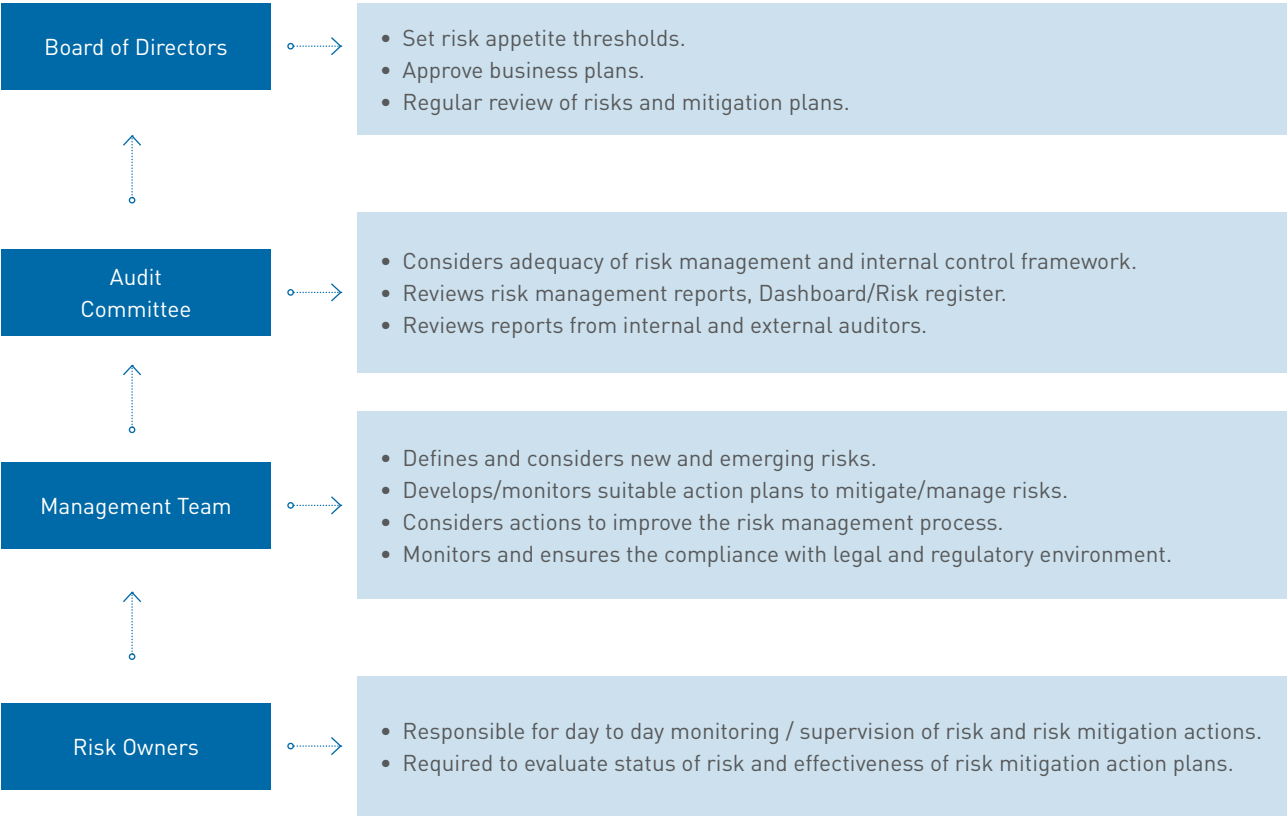 Board of Directors
• Set risk appetite thresholds.
• Approve business plans.
• Regular review of risks and mitigation plans.
Audit
Committee
• Considers adequacy of risk management and internal control framework.
• Reviews risk management reports, Dashboard/Risk register.
• Reviews reports from internal and external auditors.
Management Team
• Defines and considers new and emerging risks.
• Develops/monitors suitable action plans to mitigate/manage risks.
• Considers actions to improve the risk management process.
• Monitors and ensures the compliance with legal and regulatory environment.
Risk Owners
• Responsible for day to day monitoring / supervision of risk and risk mitigation actions.
• Required to evaluate status of risk and effectiveness of risk mitigation action plans.